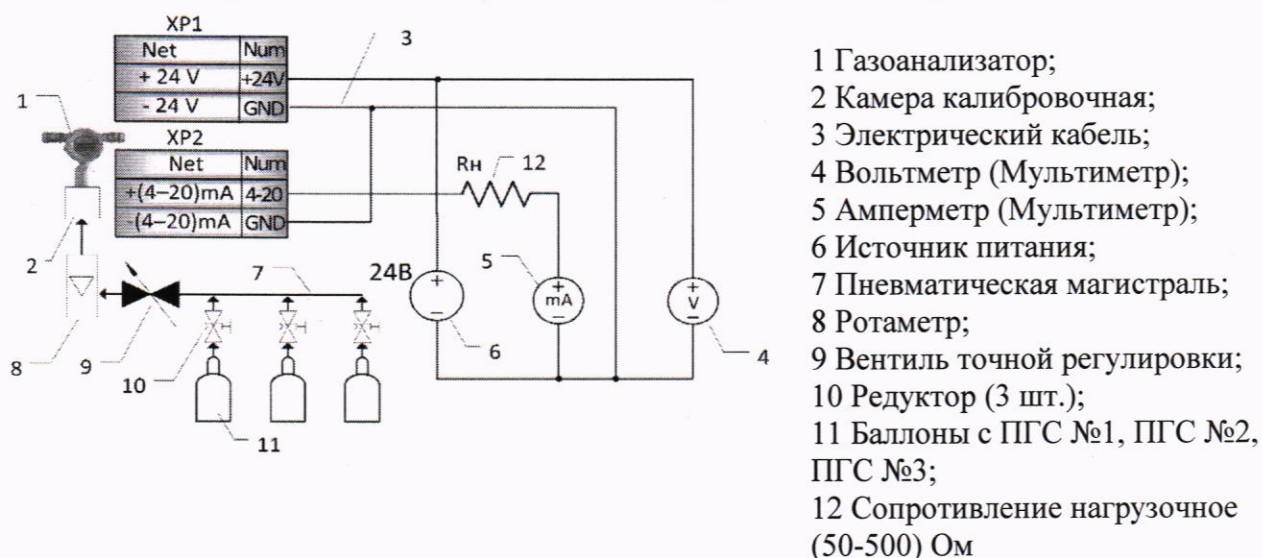 XP1
Net Num
+ 24 V +24V
- 24 V GND
XP2
Net Num
+(4–20)mA 4-20
-(4–20)mA GND
1
2
3
Rн 12
24В
+
–
6
5
+
mA
–
+
V
–
4
7
8
9
10
11
1 Газоанализатор;
2 Камера калибровочная;
3 Электрический кабель;
4 Вольтметр (Мультиметр);
5 Амперметр (Мультиметр);
6 Источник питания;
7 Пневматическая магистраль;
8 Ротаметр;
9 Вентиль точной регулировки;
10 Редуктор (3 шт.);
11 Баллоны с ПГС №1, ПГС №2,
ПГС №3;
12 Сопротивление нагрузочное
(50-500) Ом